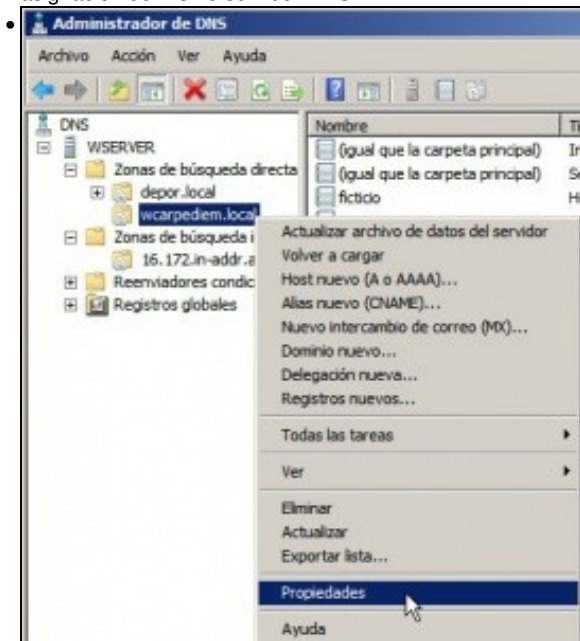 Administrador de DNS
Archivo Acción Ver Ayuda
DNS
WSERVER
Zonas de búsqueda directa
depor.local
wcarpediem.local
Zonas de búsqueda i
16.172.in-addr.a
Reenviadores condic
Registros globales
Nombre
(igual que la carpeta principal) In
(igual que la carpeta principal) Se
ficticio
Actualizar archivo de datos del servidor
Volver a cargar
Host nuevo (A o AAAA)...
Alias nuevo (CNAME)...
Nuevo intercambio de correo (MX)...
Dominio nuevo...
Delegación nueva...
Registros nuevos...
Todas las tareas
Ver
Eliminar
Actualizar
Exportar lista...
Propiedades
Ayuda